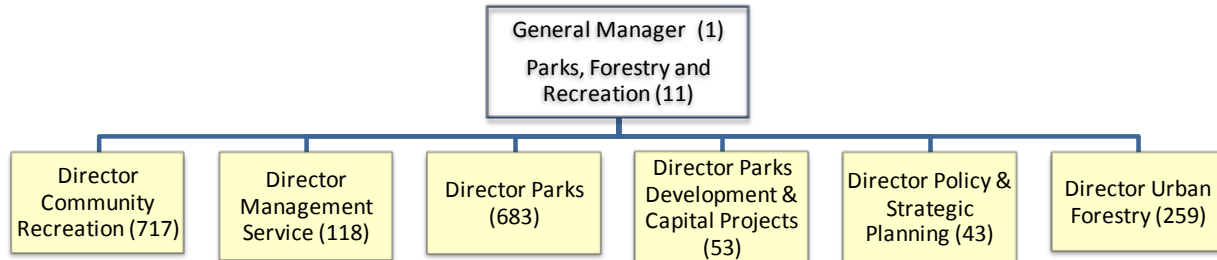 General Manager (1)
Parks, Forestry and
Recreation (11)
Director
Community
Recreation (717)
Director
Management
Service (118)
Director Parks
(683)
Director Parks
Development &
Capital Projects
(53)
Director Policy &
Strategic
Planning (43)
Director Urban
Forestry (259)